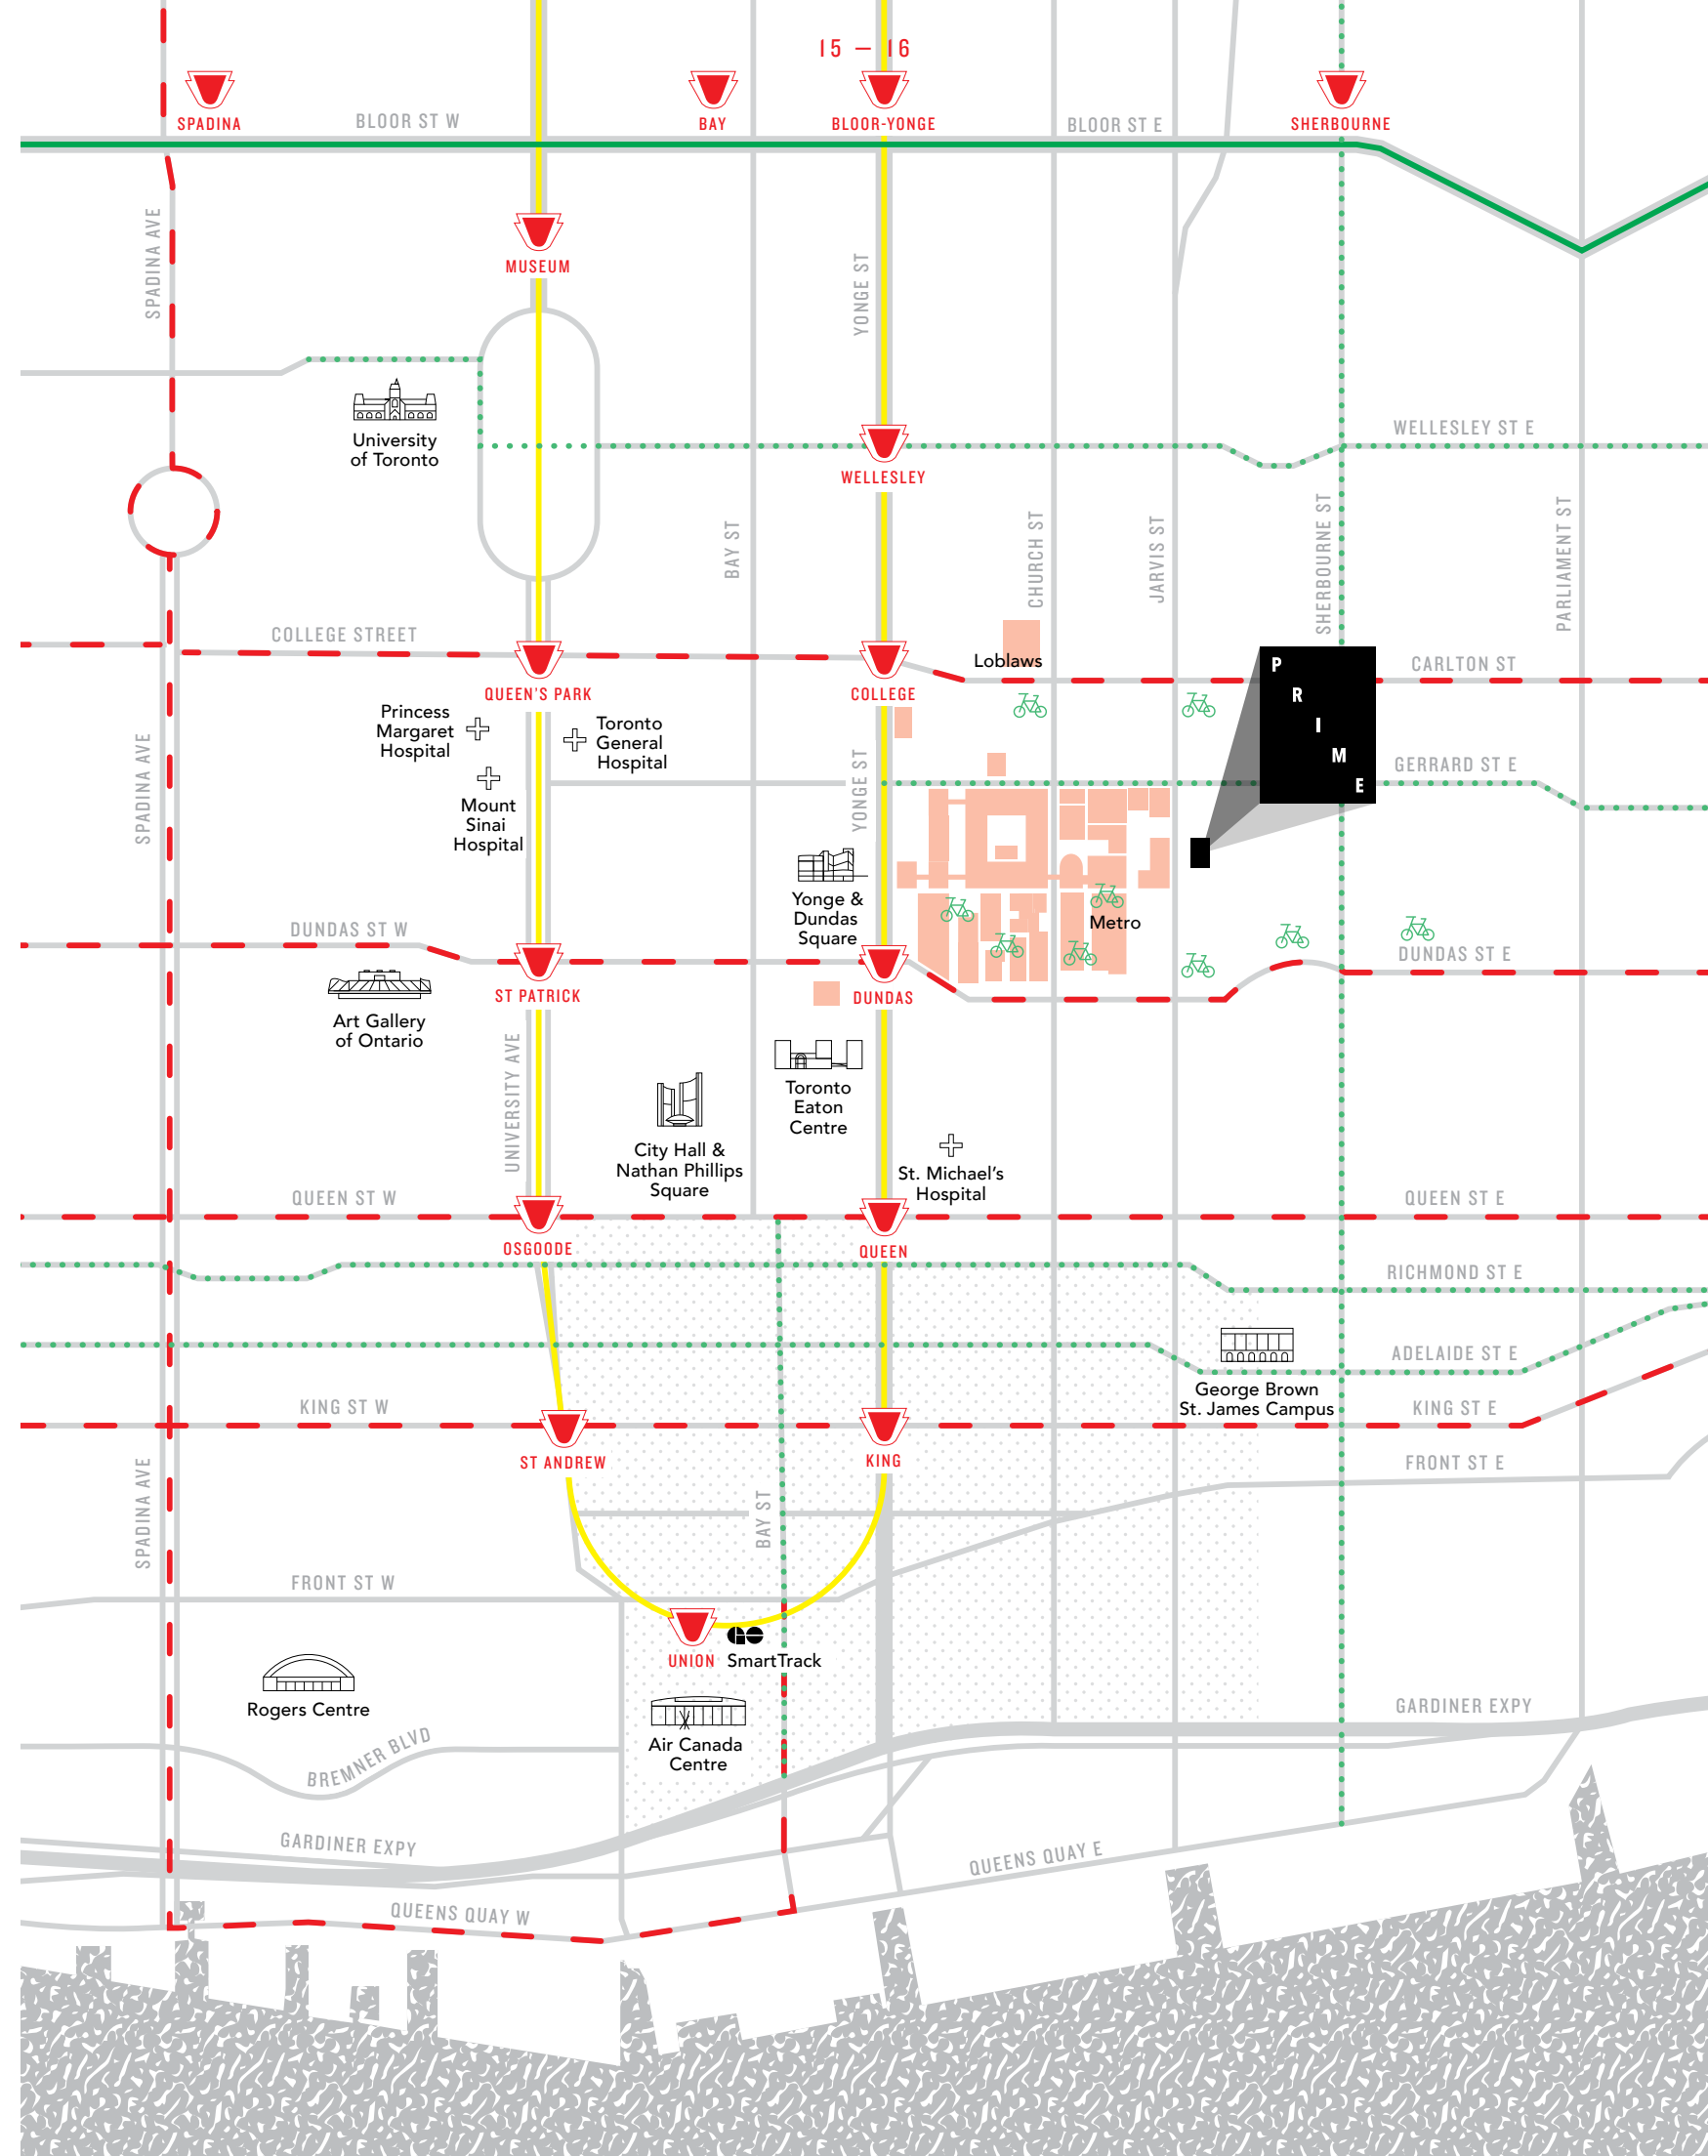 15 – 16
SPADINA
BLOOR ST W
BAY
BLOOR-YONGE
BLOOR ST E
SHERBOURNE
SPADINA AVE
MUSEUM
YONGE ST
University
of Toronto
WELLESLEY
WELLESLEY ST E
BAY ST
CHURCH ST
JARVIS ST
SHERBOURNE ST
PARLIAMENT ST
COLLEGE STREET
QUEEN'S PARK
COLLEGE
Loblaws
CARLTON ST
P
R
I
M
E
Princess
Margaret
Hospital
Toronto
General
Hospital
Mount
Sinai
Hospital
SPADINA AVE
YONGE ST
GERRARD ST E
Yonge &
Dundas
Square
Metro
DUNDAS ST W
DUNDAS ST E
ST PATRICK
DUNDAS
Art Gallery
of Ontario
UNIVERSITY AVE
Toronto
Eaton
Centre
City Hall &
Nathan Phillips
Square
St. Michael's
Hospital
QUEEN ST W
QUEEN ST E
OSGOODE
QUEEN
RICHMOND ST E
ADELAIDE ST E
George Brown
St. James Campus
KING ST W
KING ST E
ST ANDREW
KING
FRONT ST E
SPADINA AVE
BAY ST
FRONT ST W
GO
UNION
SmartTrack
Rogers Centre
Air Canada
Centre
GARDINER EXPY
BREMNER BLVD
GARDINER EXPY
QUEENS QUAY E
QUEENS QUAY W